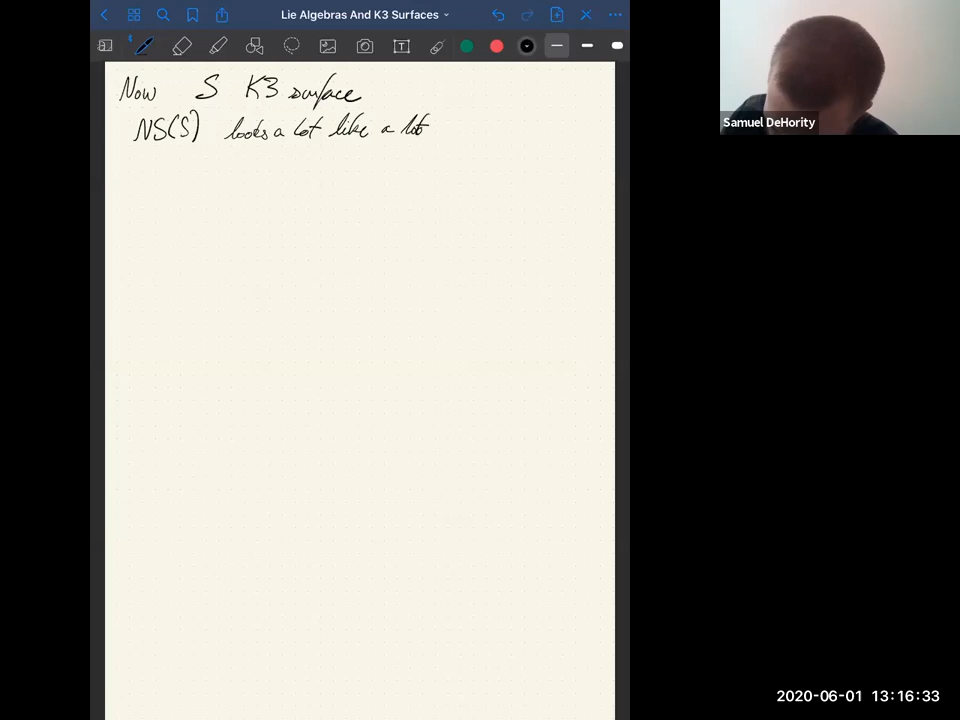 Lie Algebras And K3 Surfaces
Now S K3 surface
NS(S) looks a lot like a
Samuel DeHority
2020-06-01 13:16:33